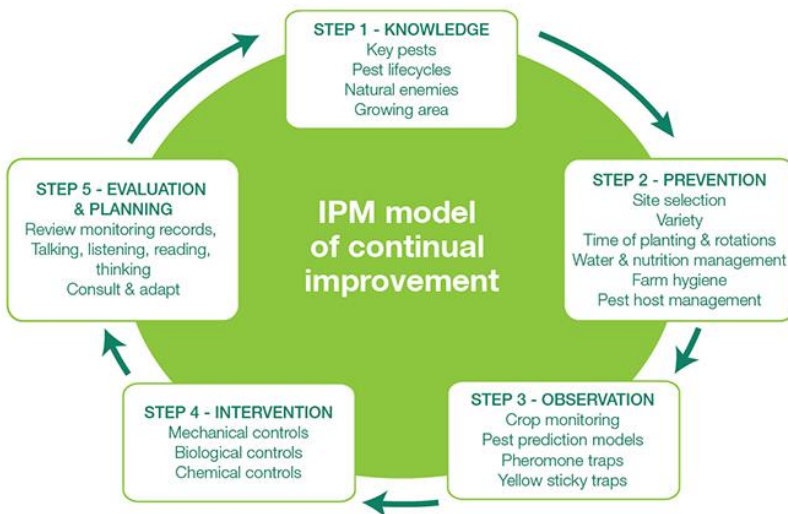 STEP 1 - KNOWLEDGE
Key pests
Pest lifecycles
Natural enemies
Growing area
STEP 2 - PREVENTION
Site selection
Variety
Time of planting & rotations
Water & nutrition management
Farm hygiene
Pest host management
STEP 3 - OBSERVATION
Crop monitoring
Pest prediction models
Pheromone traps
Yellow sticky traps
STEP 4 - INTERVENTION
Mechanical controls
Biological controls
Chemical controls
STEP 5 - EVALUATION
& PLANNING
Review monitoring records,
Talking, listening, reading,
thinking
Consult & adapt
IPM model
of continual
improvement